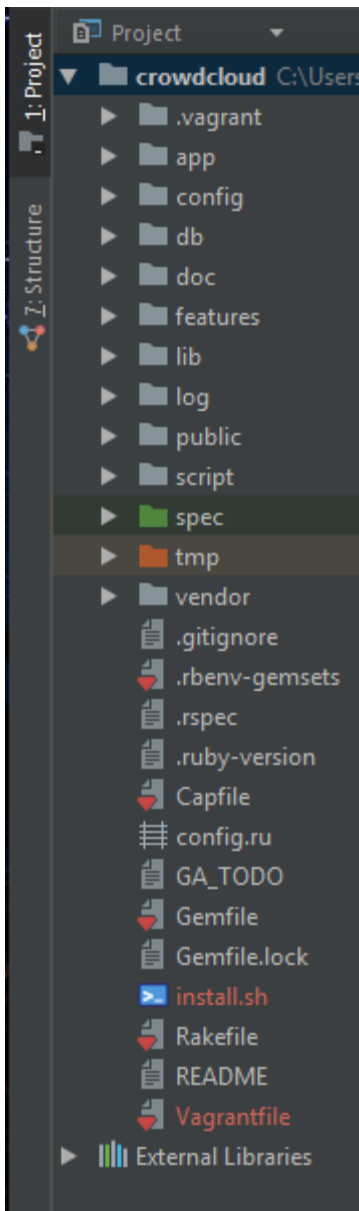 Project
1: Project
7: Structure
crowdcloud C:\Users
.vagrant
app
config
db
doc
features
lib
log
public
script
spec
tmp
vendor
.gitignore
.rbenv-gemsets
.rspec
.ruby-version
Capfile
config.ru
GA_TODO
Gemfile
Gemfile.lock
install.sh
Rakefile
README
Vagrantfile
External Libraries